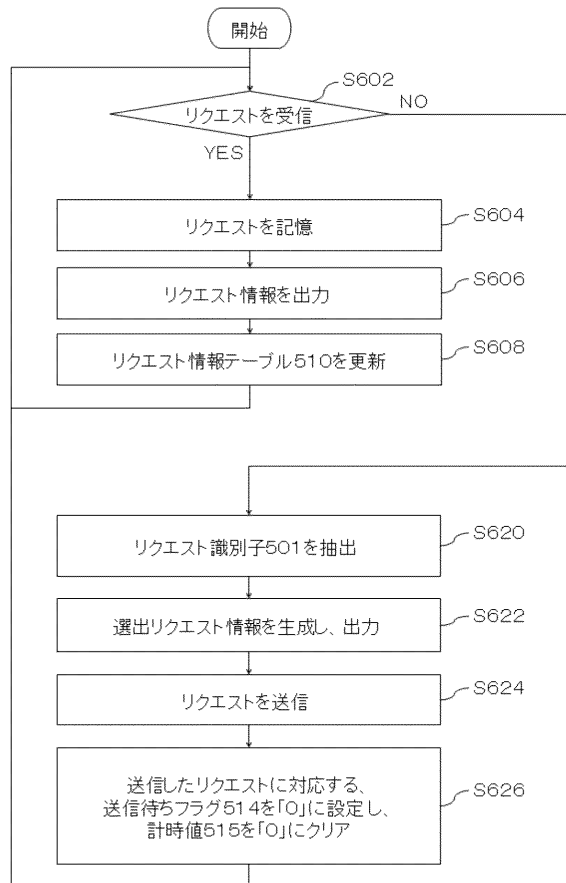 開始
S602
リクエストを受信
NO
YES
リクエストを記憶
S604
リクエスト情報を出力
S606
リクエスト情報テーブル510を更新
S608
リクエスト識別子501を抽出
S620
選出リクエスト情報を生成し、出力
S622
リクエストを送信
S624
送信したリクエストに対応する、
送信待ちフラグ514を「0」に設定し、
計時値515を「0」にクリア
S626